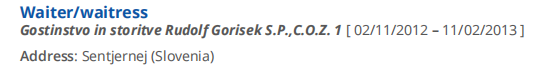 Waiter/waitress
Gostinstvo in storitve Rudolf Gorisek S.P.,C.O.Z. 1 [ 02/11/2012 – 11/02/2013 ]
Address: Sentjernej (Slovenia)